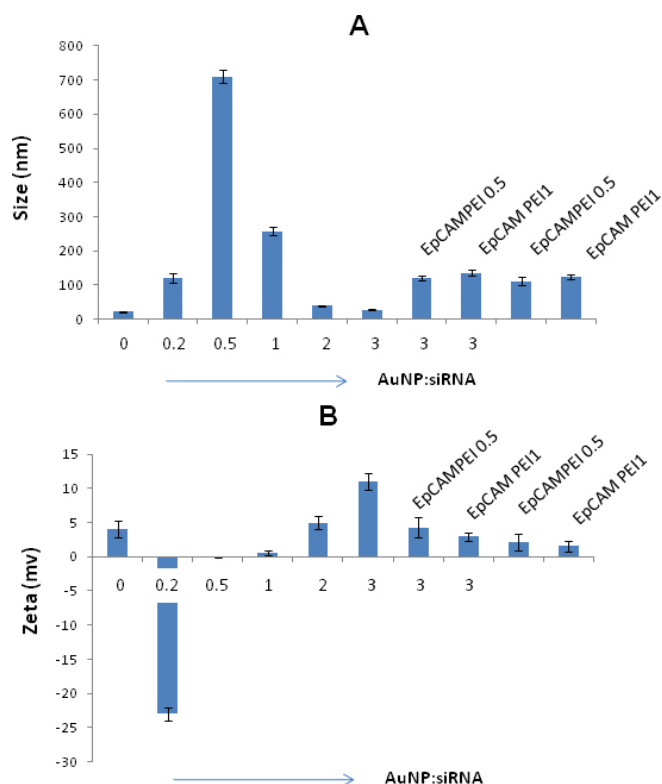 A
Size (nm)
800
700
600
500
400
300
200
100
0
EpCAMPEI 0.5
EpCAM PEI1
EpCAMPEI 0.5
EpCAM PEI1
0 0.2 0.5 1 2 3 3 3
AuNP:siRNA
B
Zeta (mv)
15
10
5
0
-5
-10
-15
-20
-25
-30
EpCAMPEI 0.5
EpCAM PEI1
EpCAMPEI 0.5
EpCAM PEI1
0 0.2 0.5 1 2 3 3 3
AuNP:siRNA